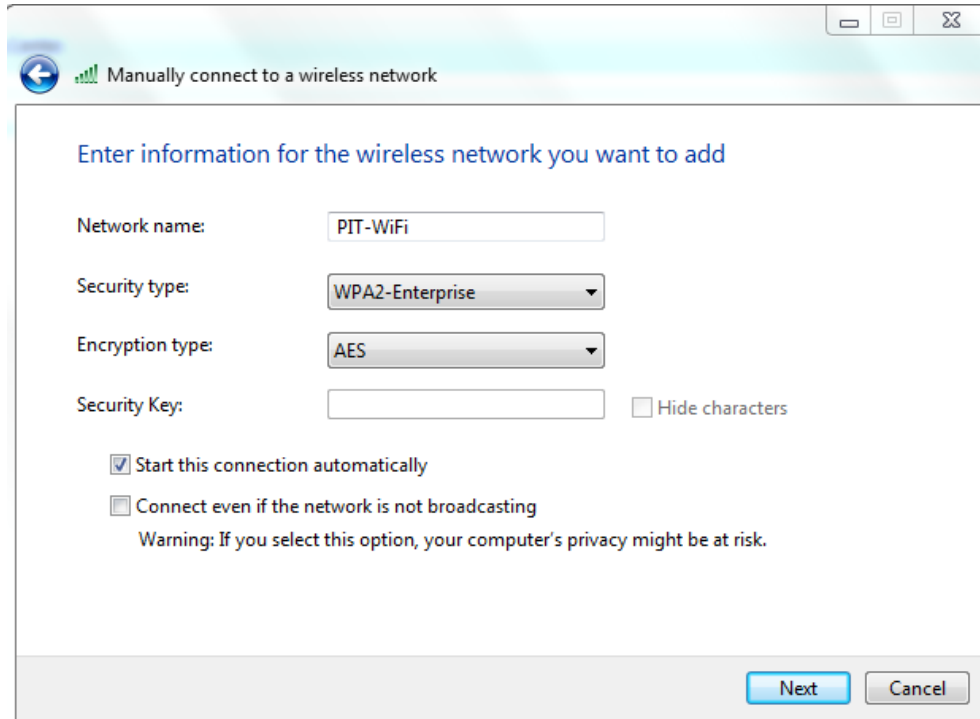 Manually connect to a wireless network
Enter information for the wireless network you want to add
Network name: PIT-WiFi
Security type: WPA2-Enterprise
Encryption type: AES
Security Key: Hide characters
Start this connection automatically
Connect even if the network is not broadcasting
Warning: If you select this option, your computer's privacy might be at risk.
Next Cancel